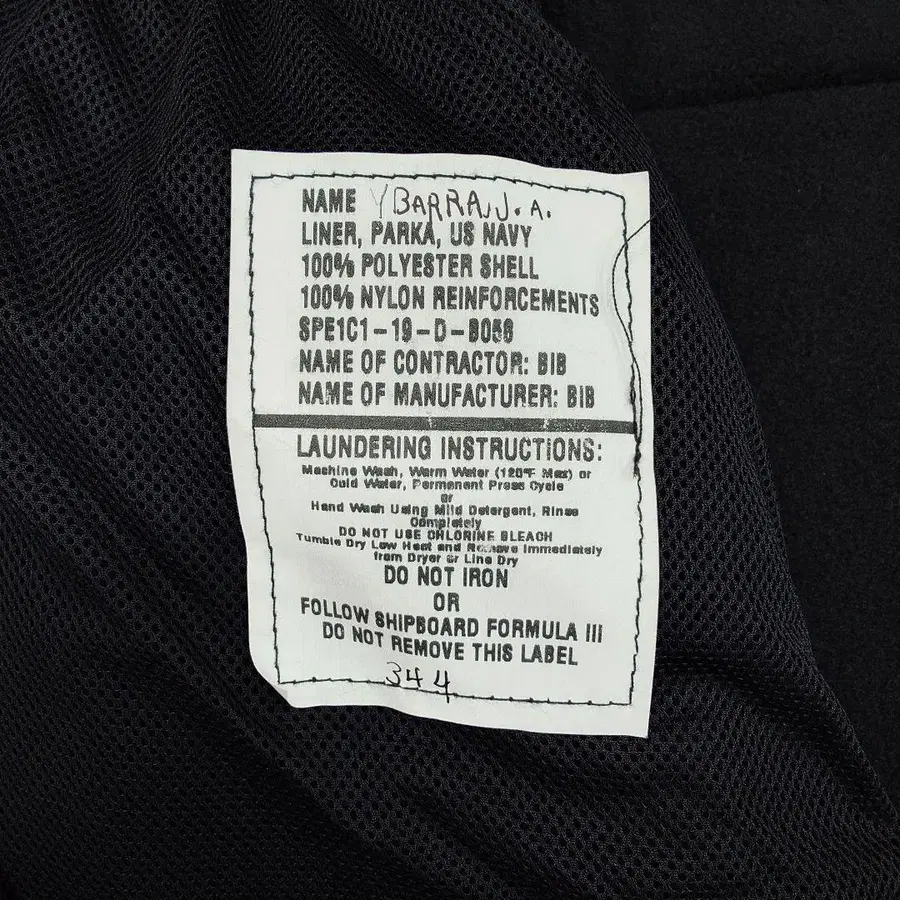 NAME YBARRA, J. A.
LINER, PARKA, US NAVY
100% POLYESTER SHELL
100% NYLON REINFORCEMENTS
SPE1C1-19-D-B056
NAME OF CONTRACTOR: BIB
NAME OF MANUFACTURER: BIB
LAUNDERING INSTRUCTIONS:
Machine Wash, Warm Water (120°F Max) or
Cold Water, Permanent Press Cycle
or
Hand Wash Using Mild Detergent, Rinse
Completely
DO NOT USE CHLORINE BLEACH
Tumble Dry Low Heat and Remove Immediately
from Dryer or Line Dry
DO NOT IRON
OR
FOLLOW SHIPBOARD FORMULA III
DO NOT REMOVE THIS LABEL
344